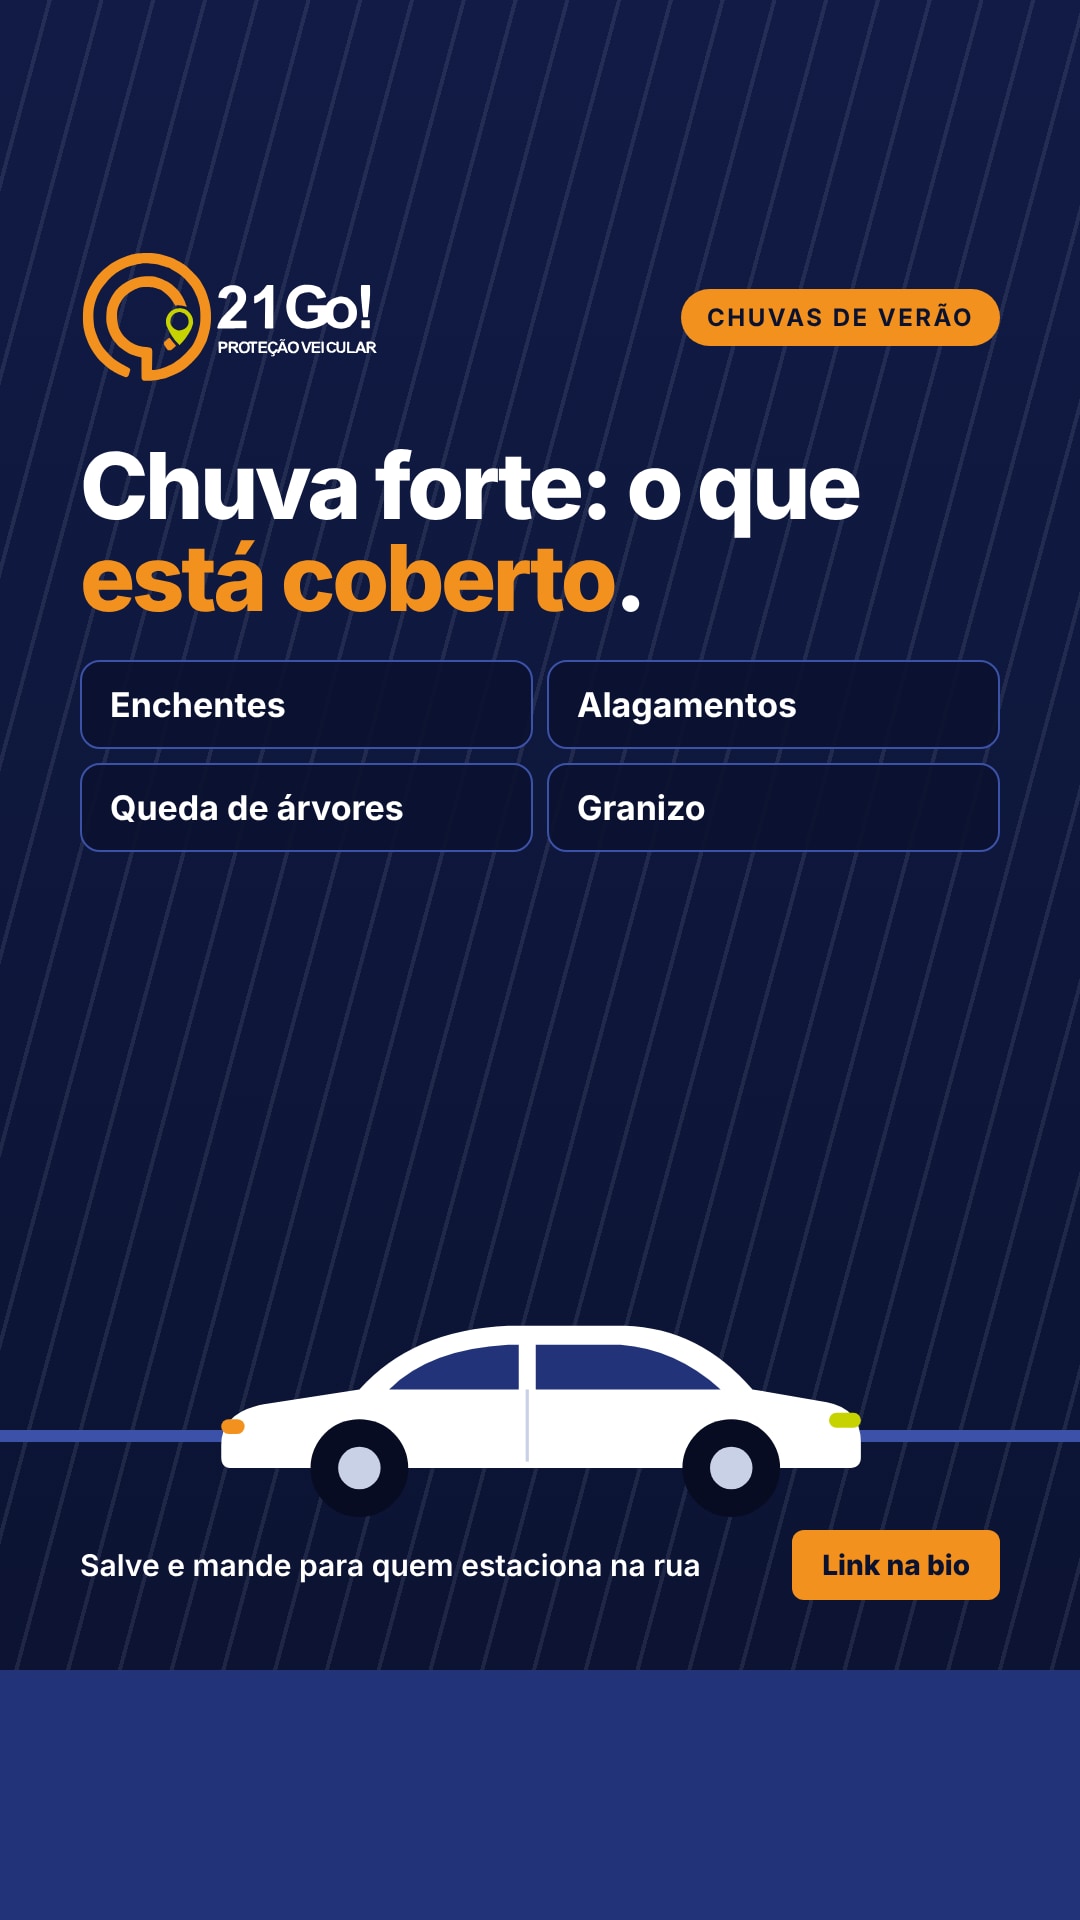 21Go!
PROTEÇÃO VEICULAR
CHUVAS DE VERÃO
Chuva forte: o que
está coberto.
Enchentes
Alagamentos
Queda de árvores
Granizo
Salve e mande para quem estaciona na rua
Link na bio